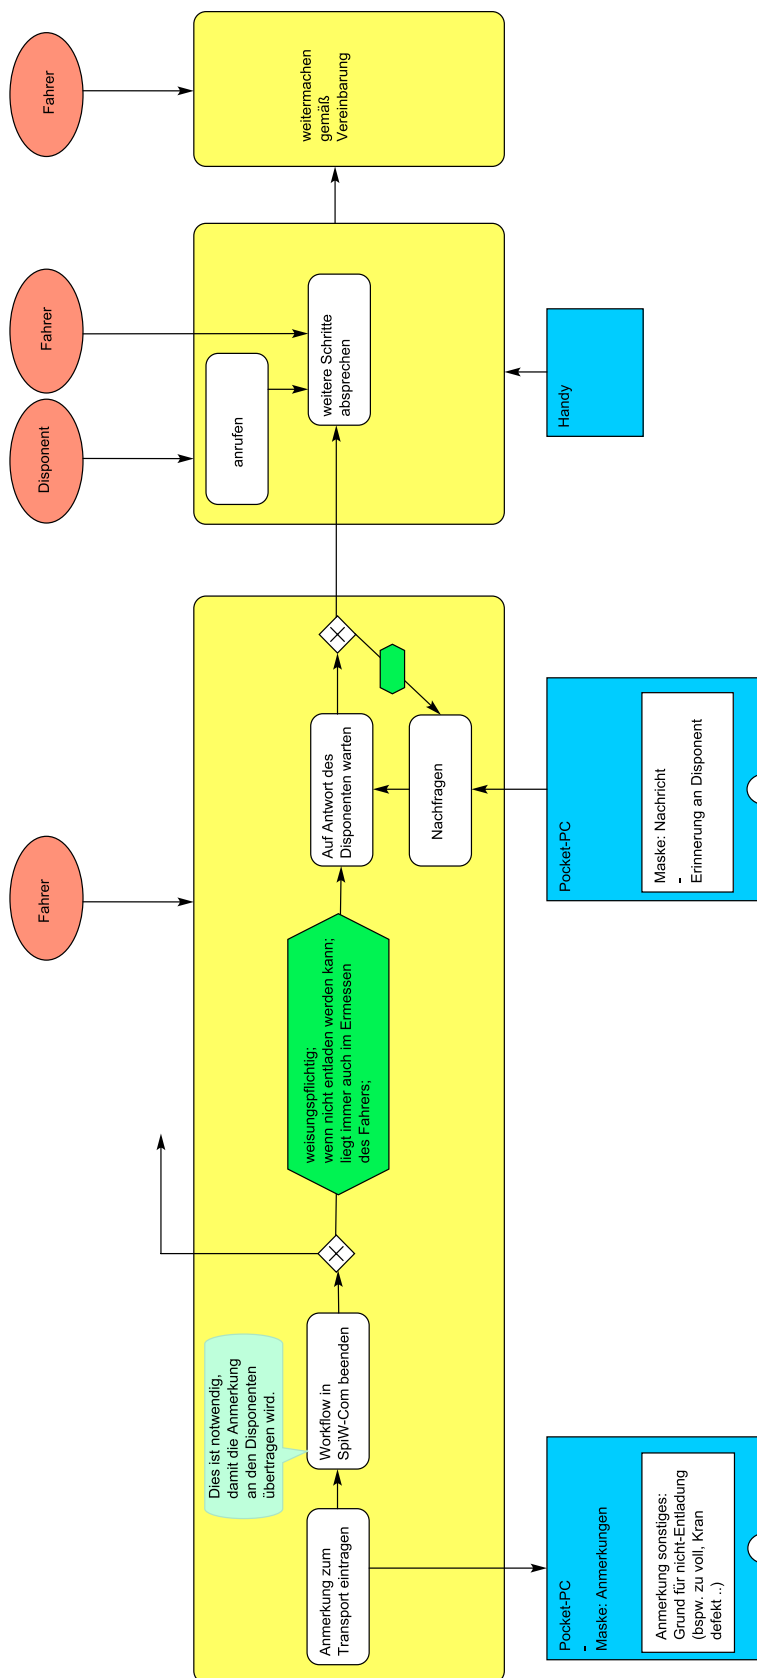 Fahrer
Dies ist notwendig,
damit die Anmerkung
an den Disponenten
übertragen wird.
Anmerkung zum
Transport eintragen
Workflow in
SpiW-Com beenden
weisungspflichtig;
wenn nicht entladen werden kann;
liegt immer auch im Ermessen
des Fahrers;
Auf Antwort des
Disponenten warten
Nachfragen
Pocket-PC
-
Maske: Anmerkungen
Anmerkung sonstiges:
Grund für nicht-Entladung
(bspw. zu voll, Kran
defekt ..)
Pocket-PC
Maske: Nachricht
-
Erinnerung an Disponent
Disponent
Fahrer
anrufen
weitere Schritte
absprechen
Handy
Fahrer
weitermachen
gemäß
Vereinbarung